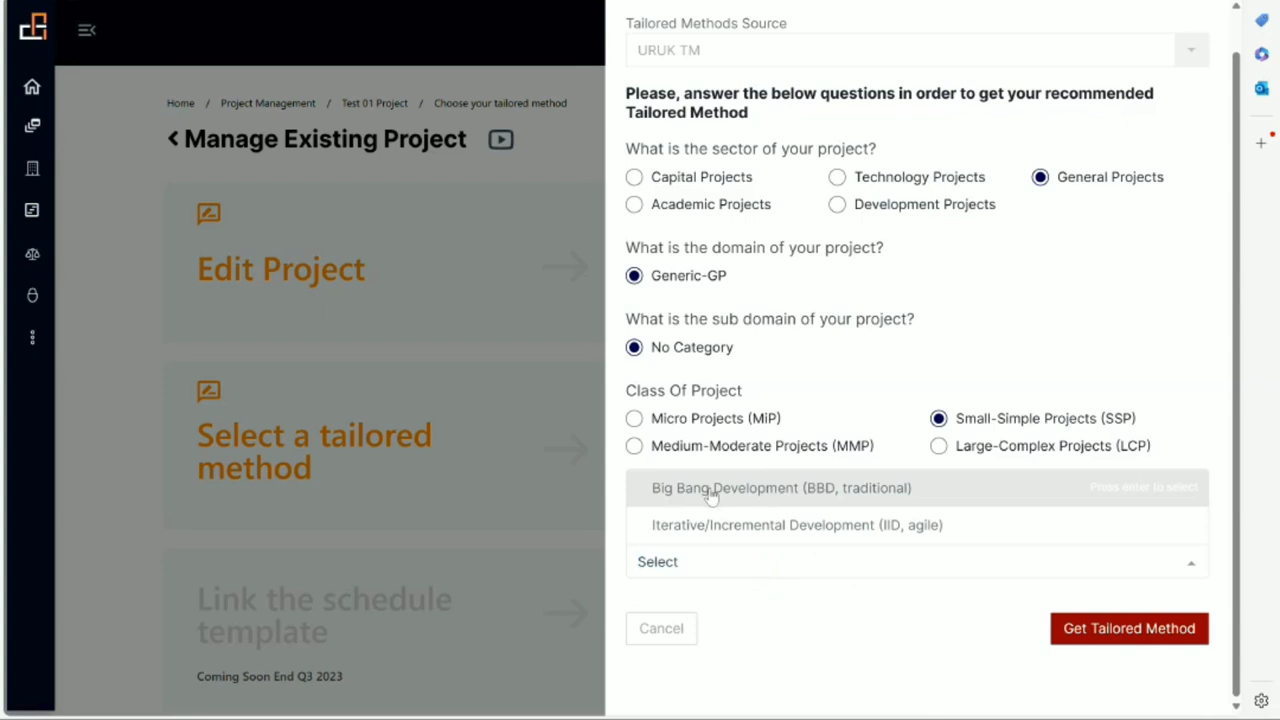 Home / Project Management / Test 01 Project / Choose your tailored method
Manage Existing Project
Edit Project
Select a tailored
method
Link the schedule
template
Coming Soon End Q3 2023
Tailored Methods Source
URUK TM
Please, answer the below questions in order to get your recommended
Tailored Method
What is the sector of your project?
Capital Projects
Technology Projects
General Projects
Academic Projects
Development Projects
What is the domain of your project?
Generic-GP
What is the sub domain of your project?
No Category
Class Of Project
Micro Projects (MiP)
Small-Simple Projects (SSP)
Medium-Moderate Projects (MMP)
Large-Complex Projects (LCP)
Big Bang Development (BBD, traditional)
Press enter to select
Iterative/Incremental Development (IID, agile)
Select
Cancel
Get Tailored Method